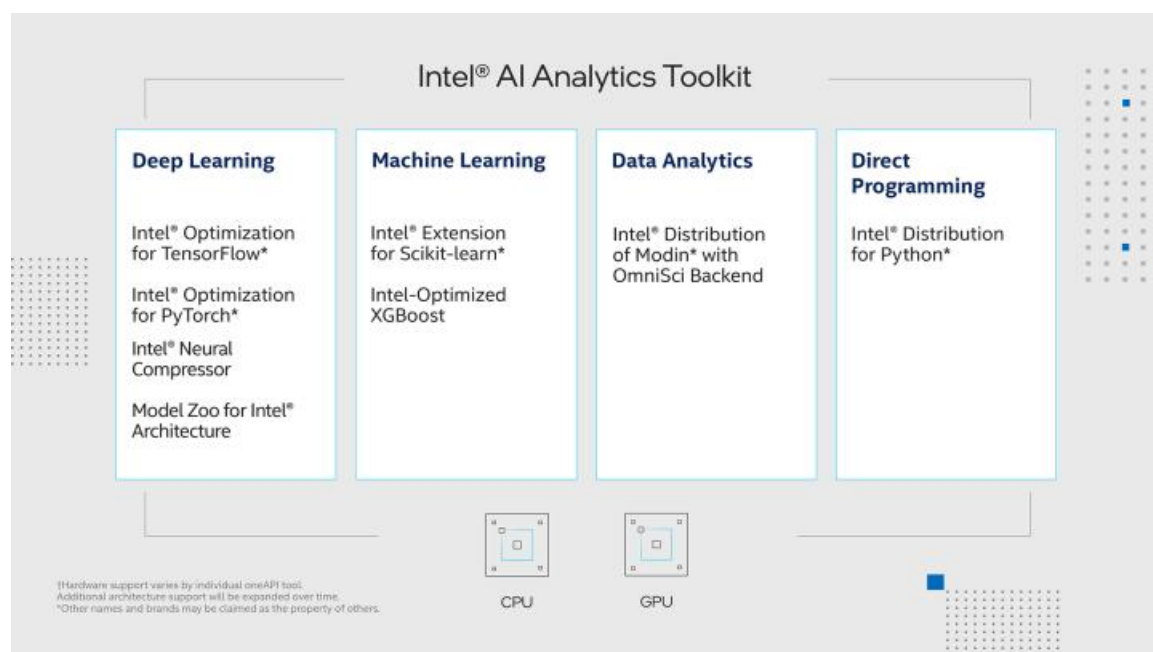 Intel® AI Analytics Toolkit
Deep Learning
Intel® Optimization
for TensorFlow*
Intel® Optimization
for PyTorch*
Intel® Neural
Compressor
Model Zoo for Intel®
Architecture
Machine Learning
Intel® Extension
for Scikit-learn*
Intel-Optimized
XGBoost
Data Analytics
Intel® Distribution
of Modin* with
OmniSci Backend
Direct
Programming
Intel® Distribution
for Python*
CPU
GPU
†Hardware support varies by individual oneAPI tool.
Additional architecture support will be expanded over time.
*Other names and brands may be claimed as the property of others.